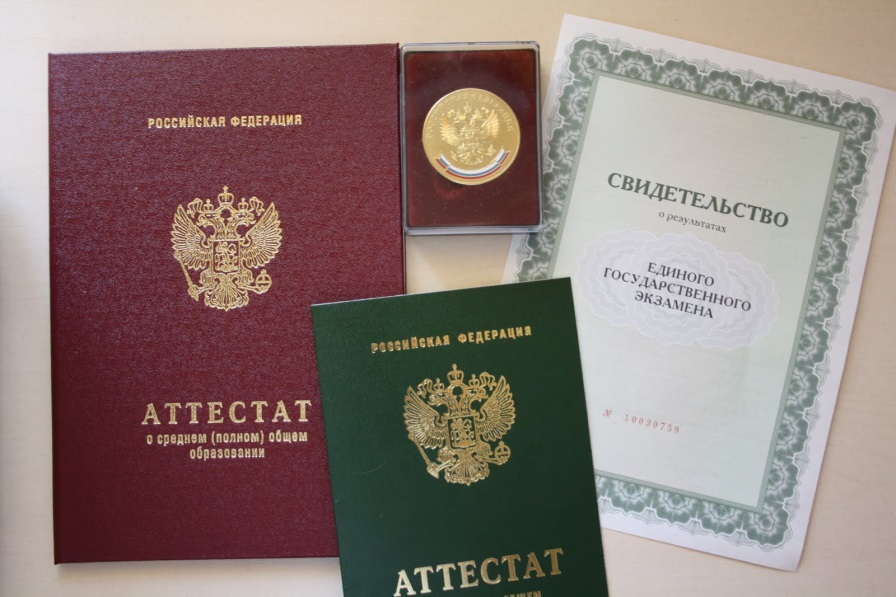 РОССИЙСКАЯ ФЕДЕРАЦИЯ
АТТЕСТАТ
о среднем (полном) общем
образовании
РОССИЙСКАЯ ФЕДЕРАЦИЯ
АТТЕСТАТ
СВИДЕТЕЛЬСТВО
о результатах
ЕДИНОГО
ГОСУДАРСТВЕННОГО
ЭКЗАМЕНА
№ 10030759